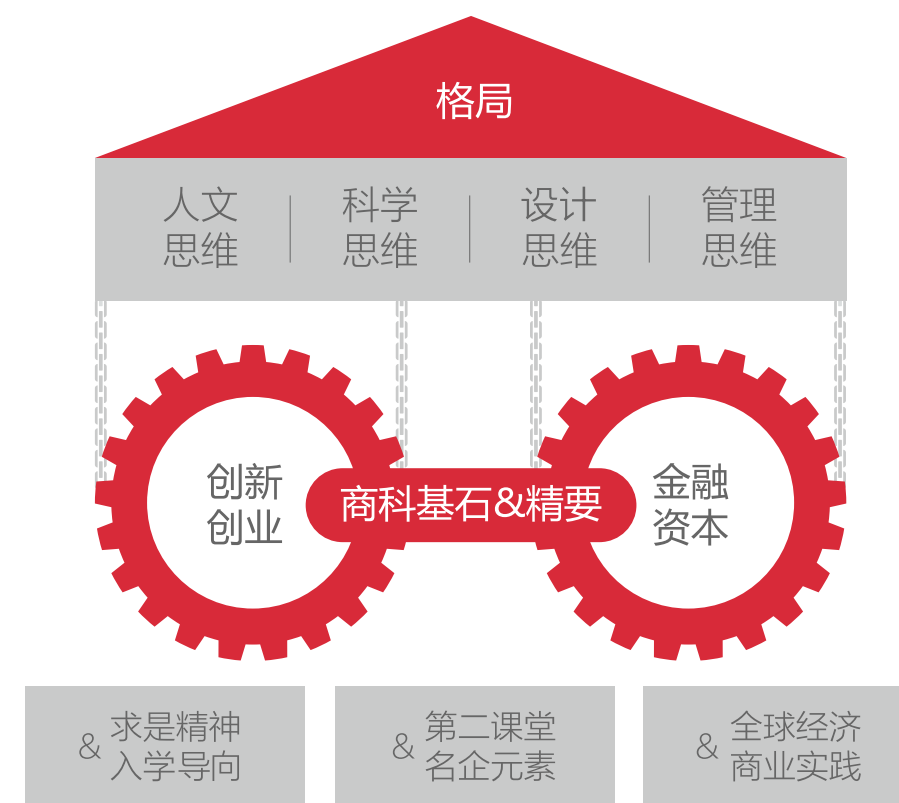 格局
人文 科学 设计 管理
思维 思维 思维 思维
创新
创业
商科基石&精要
金融
资本
& 求是精神
入学导向
& 第二课堂
名企元素
& 全球经济
商业实践